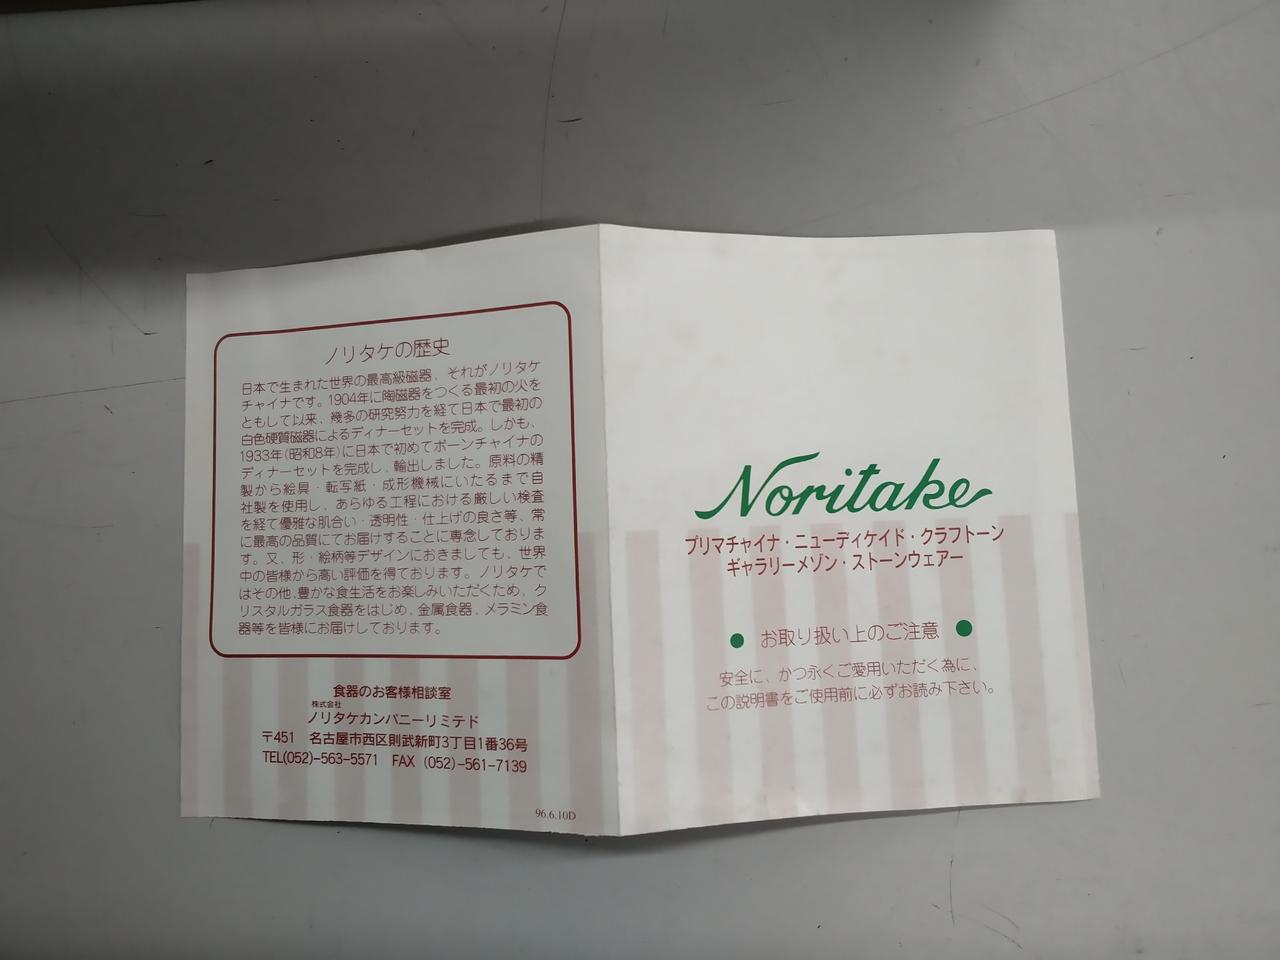 ノリタケの歴史
日本で生まれた世界の最高級磁器、それがノリタケ
チャイナです。1904年に陶磁器をつくる最初の火を
ともして以来、幾多の研究努力を経て日本で最初の
白色硬質磁器によるディナーセットを完成。しかも、
1933年(昭和8年)に日本で初めてボーンチャイナの
ディナーセットを完成し、輸出しました。原料の精
製から絵具・転写紙・成形機械にいたるまで自
社製を使用し、あらゆる工程における厳しい検査
を経て優雅な肌合い・透明性・仕上げの良さ等、常
に最高の品質にてお届けすることに専念しておりま
す。又、形・絵柄等デザインにおきましても、世界
中の皆様から高い評価を得ております。ノリタケで
はその他、豊かな食生活をお楽しみいただくため、ク
リスタルガラス食器をはじめ、金属食器、メラミン食
器等を皆様にお届けしております。
食器のお客様相談室
株式会社
ノリタケカンパニーリミテド
〒451 名古屋市西区則武新町3丁目1番36号
TEL(052)-563-5571 FAX (052)-561-7139
96.6.10D
Noritake
プリマチャイナ・ニューディケイド・クラフトーン
ギャラリーメゾン・ストーンウェアー
● お取り扱い上のご注意 ●
安全に、かつ永くご愛用いただく為に、
この説明書をご使用前に必ずお読み下さい。